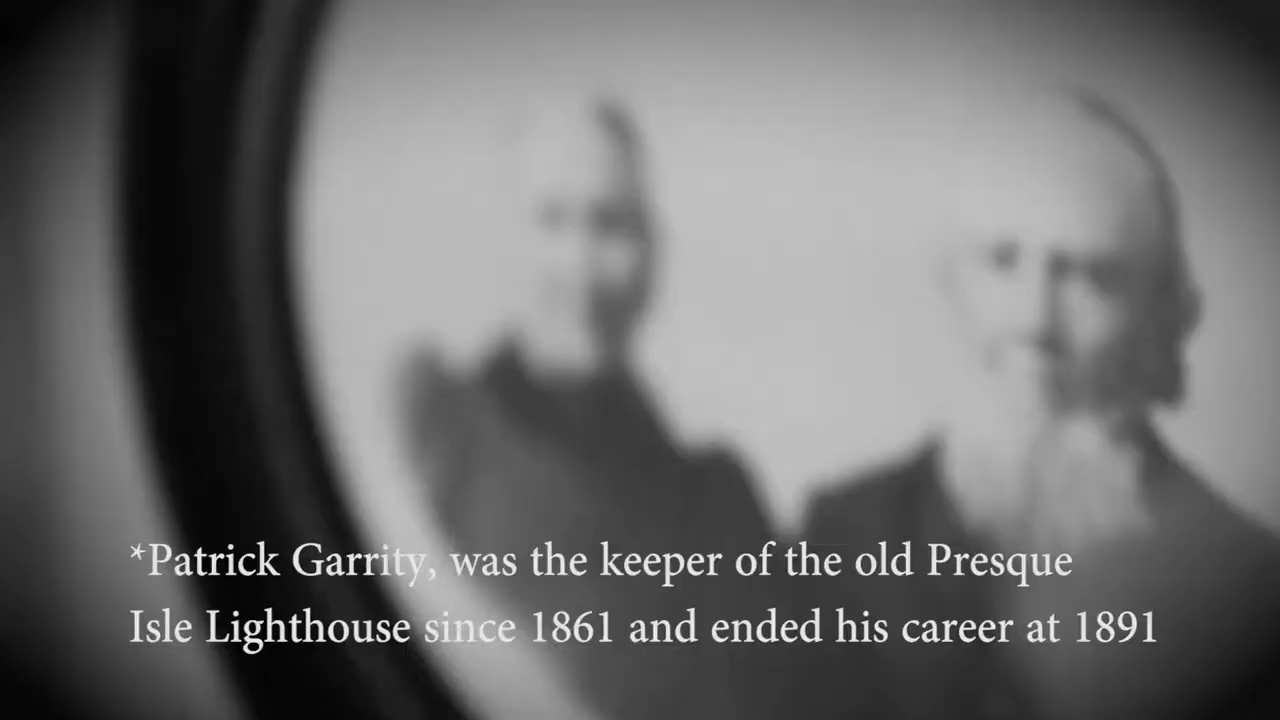 *Patrick Garrity, was the keeper of the old Presque
Isle Lighthouse since 1861 and ended his career at 1891